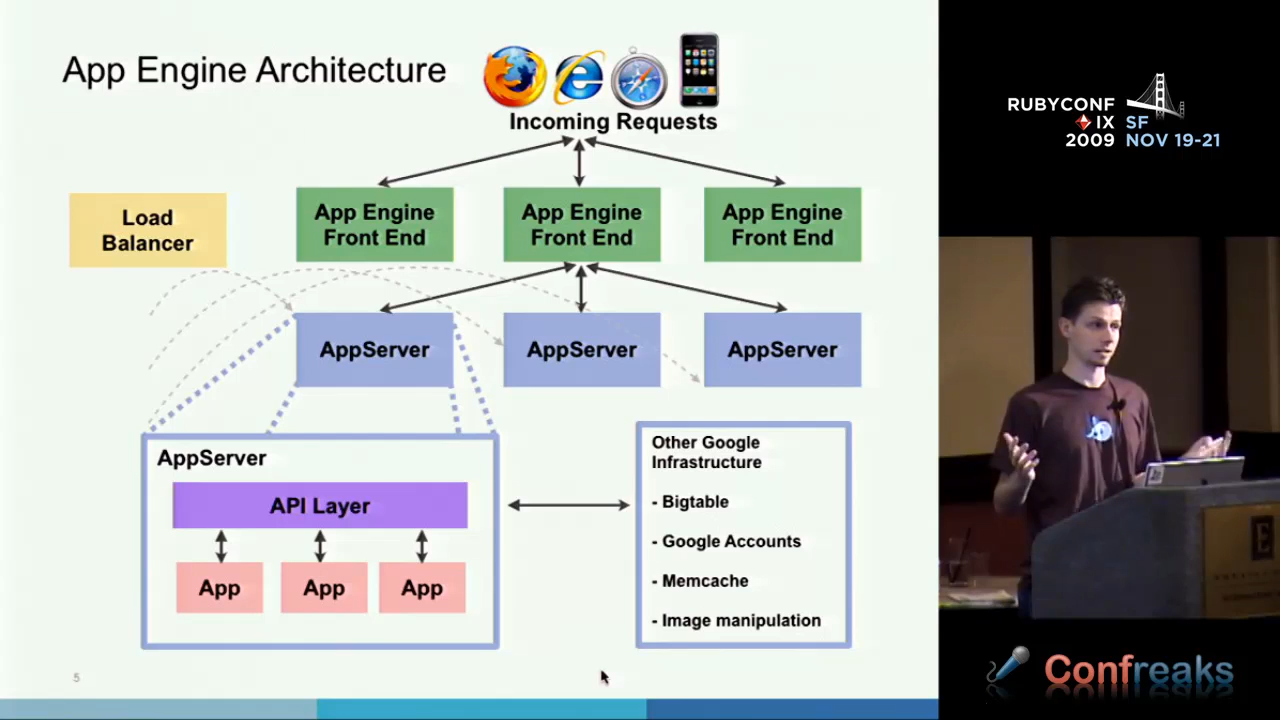 App Engine Architecture
Incoming Requests
Load
Balancer
App Engine
Front End
App Engine
Front End
App Engine
Front End
AppServer
AppServer
AppServer
AppServer
API Layer
App
App
App
Other Google
Infrastructure
- Bigtable
- Google Accounts
- Memcache
- Image manipulation
5
RUBYCONF
IX
2009
SF
NOV 19-21
E
Confreaks